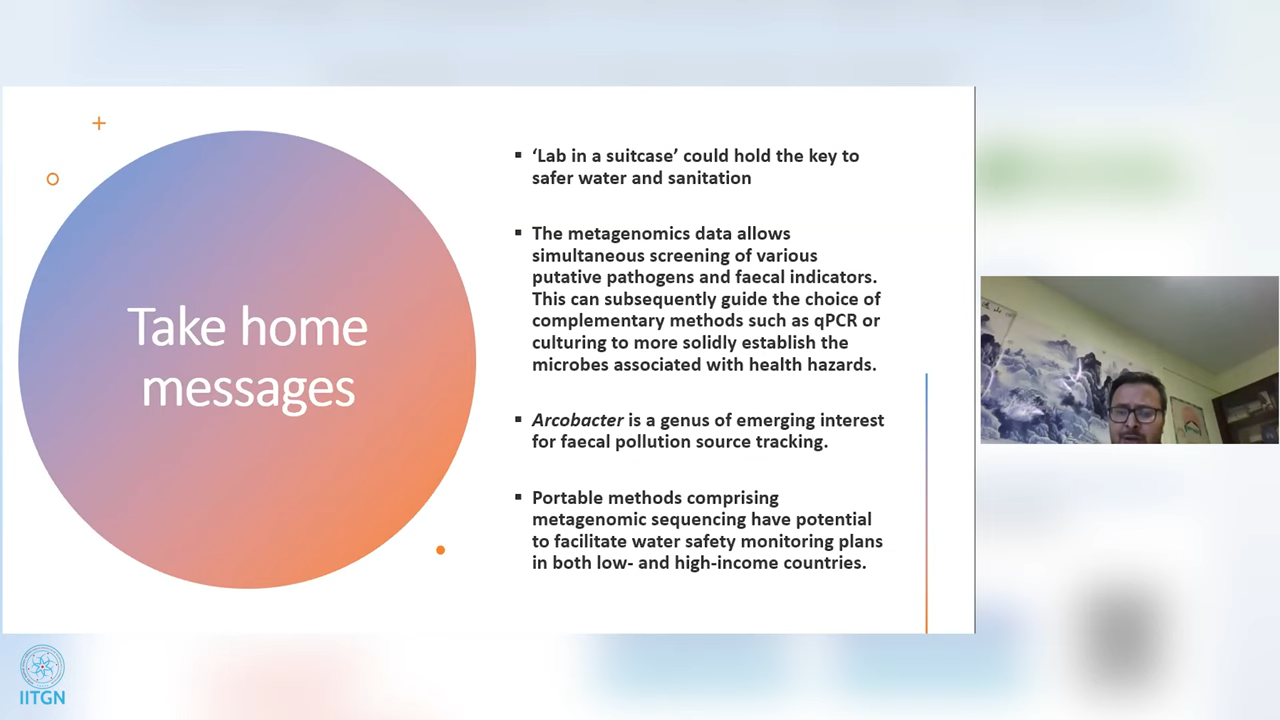 Take home
messages
▪ ‘Lab in a suitcase’ could hold the key to
safer water and sanitation
▪ The metagenomics data allows
simultaneous screening of various
putative pathogens and faecal indicators.
This can subsequently guide the choice of
complementary methods such as qPCR or
culturing to more solidly establish the
microbes associated with health hazards.
▪ Arcobacter is a genus of emerging interest
for faecal pollution source tracking.
▪ Portable methods comprising
metagenomic sequencing have potential
to facilitate water safety monitoring plans
in both low- and high-income countries.
IITGN